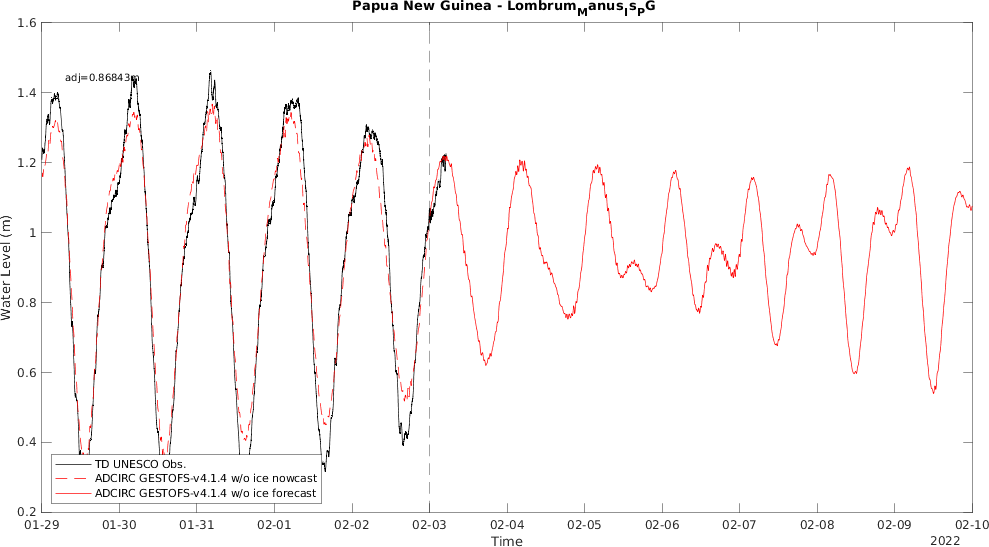 Papua New Guinea - LombrumManusIsPG
adj=0.86843m
1.6
1.4
1.2
1
0.8
0.6
0.4
0.2
Water Level (m)
TD UNESCO Obs.
ADCIRC GESTOFS-v4.1.4 w/o ice nowcast
ADCIRC GESTOFS-v4.1.4 w/o ice forecast
01-29 01-30 01-31 02-01 02-02 02-03 02-04 02-05 02-06 02-07 02-08 02-09 02-10
Time
2022